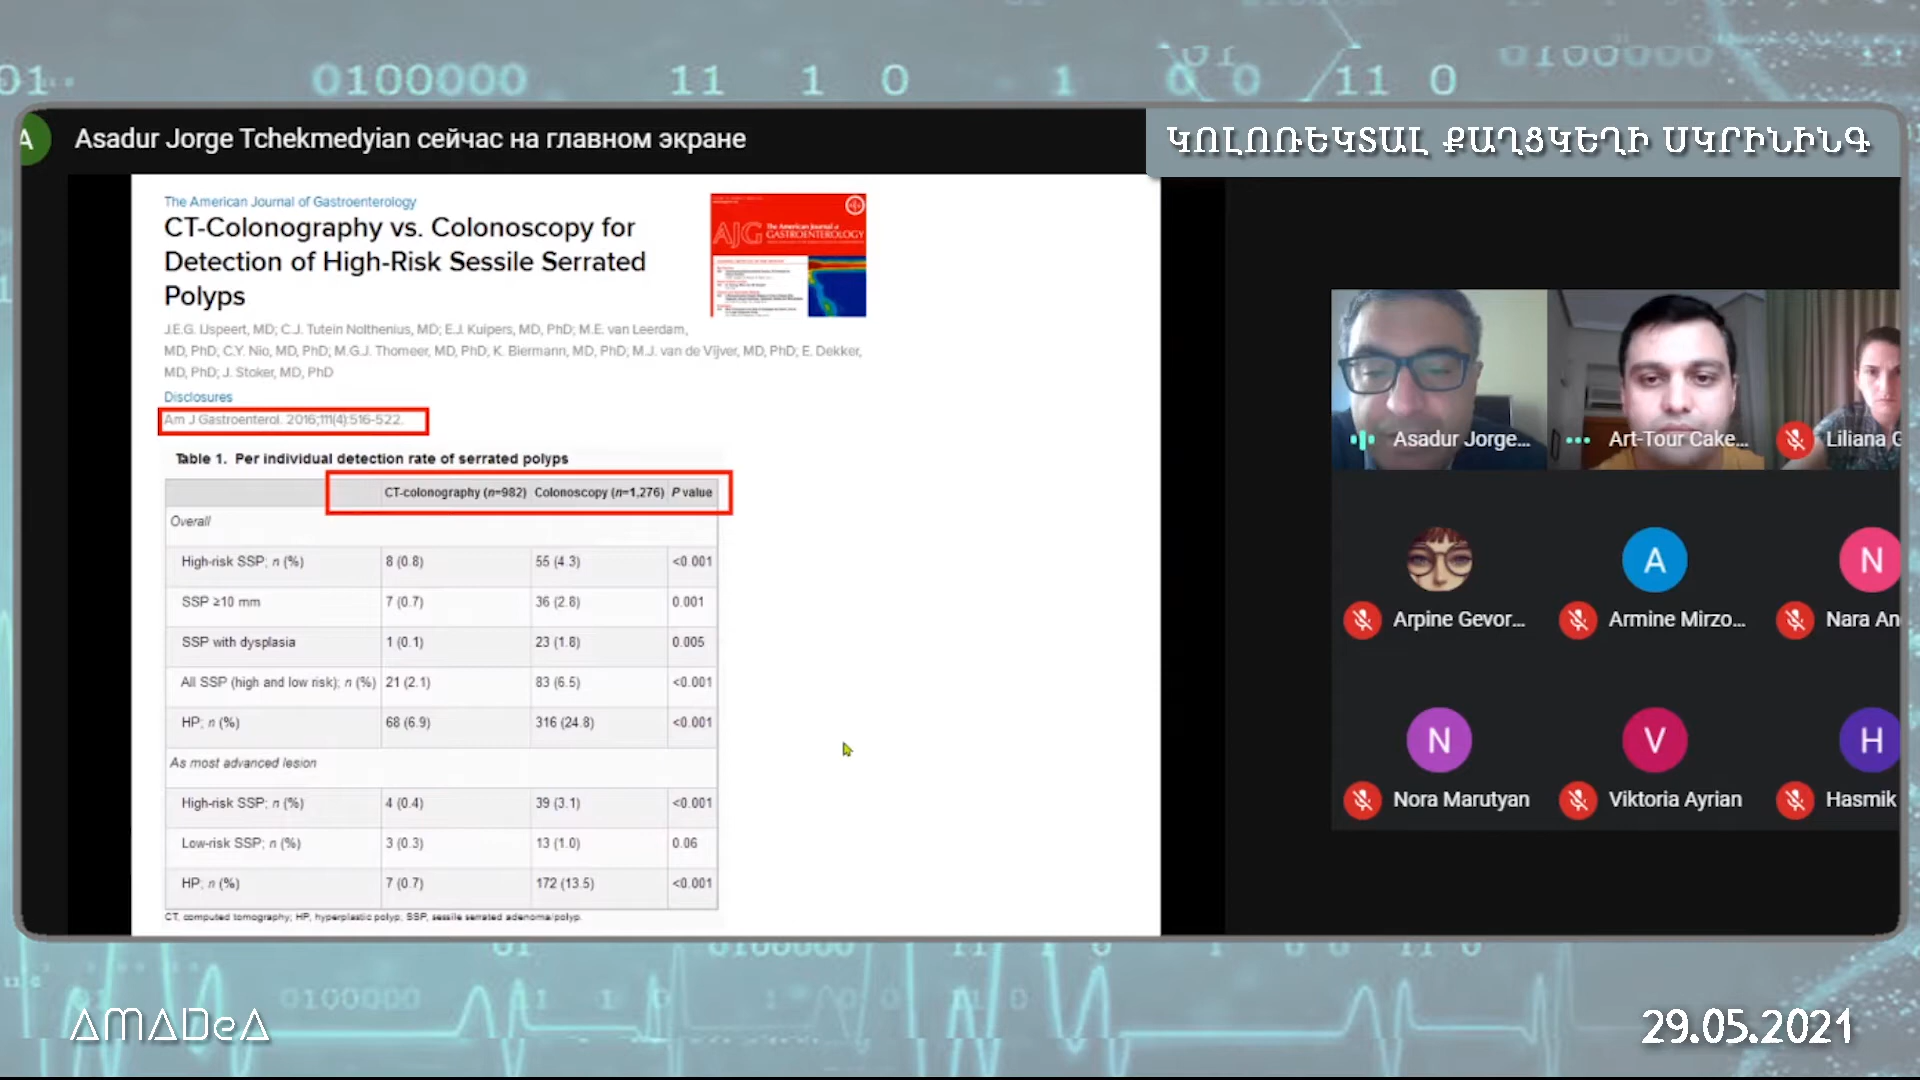 01
0100000
11 1 0
1
0 0
11 0
0100000
A
Asadur Jorge Tchekmedyian сейчас на главном экране
ԿՈԼՈՌԵԿՏԱԼ ՔԱՂՑԿԵՂԻ ՍԿՐԻՆԻՆԳ
The American Journal of Gastroenterology
CT-Colonography vs. Colonoscopy for
Detection of High-Risk Sessile Serrated
Polyps
AJG The American Journal of
GASTROENTEROLOGY
J.E.G. IJspeert, MD; C.J. Tutein Nolthenius, MD; E.J. Kuipers, MD, PhD; M.E. van Leerdam,
MD, PhD; C.Y. Nio, MD, PhD; M.G.J. Thomeer, MD, PhD; K. Biermann, MD, PhD; M.J. van de Vijver, MD, PhD; E. Dekker,
MD, PhD; J. Stoker, MD, PhD
Disclosures
Am J Gastroenterol. 2016;111(4):516-522.
Table 1. Per individual detection rate of serrated polyps
CT-colonography (n=982) Colonoscopy (n=1,276) P value
Overall
High-risk SSP; n (%) 8 (0.8) 55 (4.3) <0.001
SSP ≥10 mm 7 (0.7) 36 (2.8) 0.001
SSP with dysplasia 1 (0.1) 23 (1.8) 0.005
All SSP (high and low risk); n (%) 21 (2.1) 83 (6.5) <0.001
HP; n (%) 68 (6.9) 316 (24.8) <0.001
As most advanced lesion
High-risk SSP; n (%) 4 (0.4) 39 (3.1) <0.001
Low-risk SSP; n (%) 3 (0.3) 13 (1.0) 0.06
HP; n (%) 7 (0.7) 172 (13.5) <0.001
CT, computed tomography; HP, hyperplastic polyp; SSP, sessile serrated adenoma/polyp.
Asadur Jorge...
Art-Tour Cake...
Liliana G
A
N
Arpine Gevor...
Armine Mirzo...
Nara An
N
V
H
Nora Marutyan
Viktoria Ayrian
Hasmik
AMADeA
29.05.2021